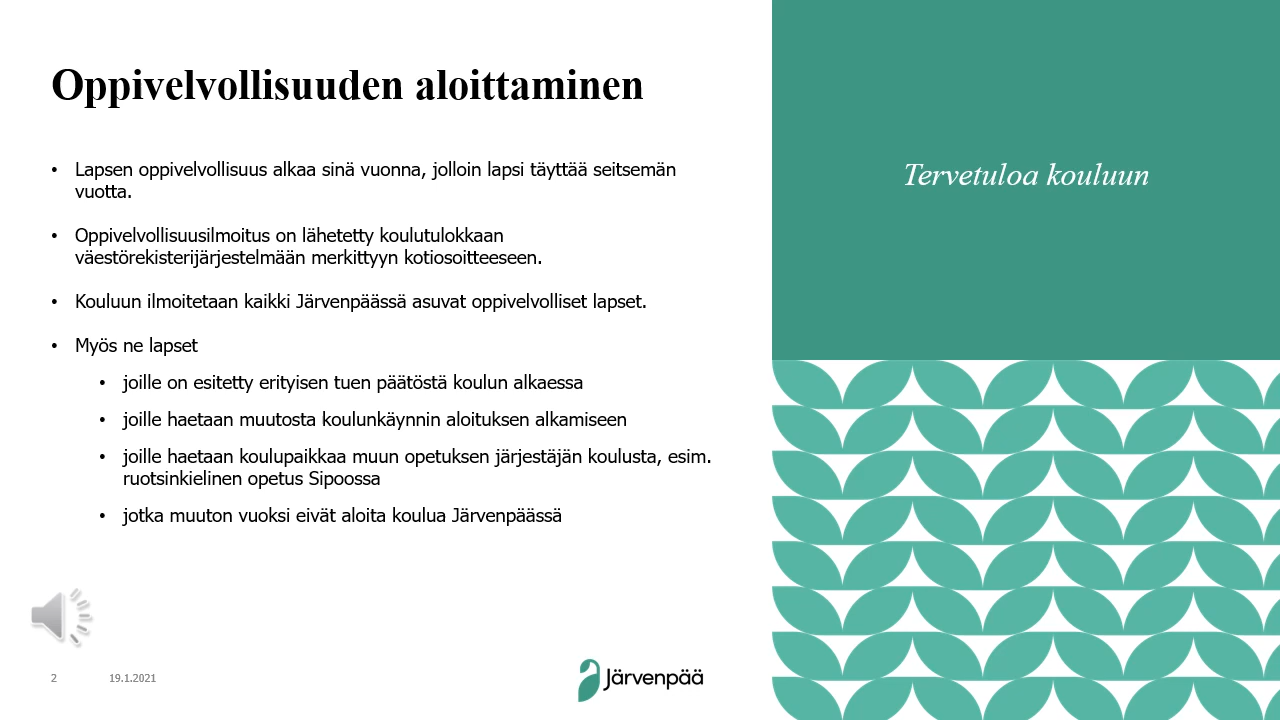 Oppivelvollisuuden aloittaminen
• Lapsen oppivelvollisuus alkaa sinä vuonna, jolloin lapsi täyttää seitsemän
vuotta.
• Oppivelvollisuusilmoitus on lähetetty koulutulokkaan
väestörekisterijärjestelmään merkittyyn kotiosoitteeseen.
• Kouluun ilmoitetaan kaikki Järvenpäässä asuvat oppivelvolliset lapset.
• Myös ne lapset
• joille on esitetty erityisen tuen päätöstä koulun alkaessa
• joille haetaan muutosta koulunkäynnin aloituksen alkamiseen
• joille haetaan koulupaikkaa muun opetuksen järjestäjän koulusta, esim.
ruotsinkielinen opetus Sipoossa
• jotka muuton vuoksi eivät aloita koulua Järvenpäässä
Tervetuloa kouluun
2 19.1.2021
Järvenpää